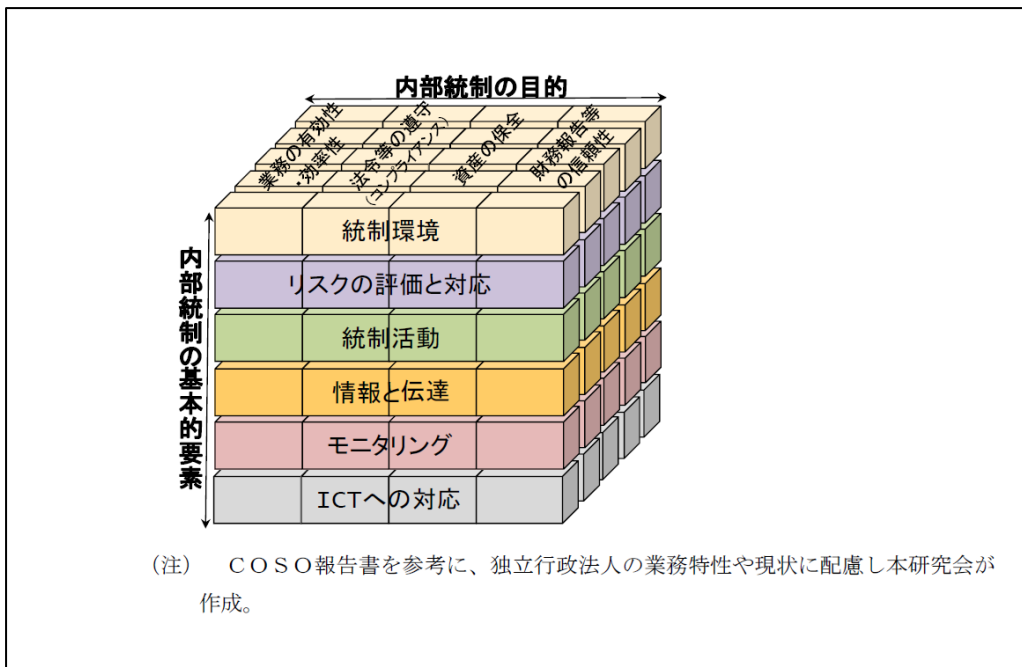 内部統制の目的
業務の有効性
・効率性
法令等の遵守
（コンプライアンス）
資産の保全
財務報告等
の信頼性
内部統制の基本的要素
統制環境
リスクの評価と対応
統制活動
情報と伝達
モニタリング
ICTへの対応
（注）　ＣＯＳＯ報告書を参考に、独立行政法人の業務特性や現状に配慮し本研究会が
作成。